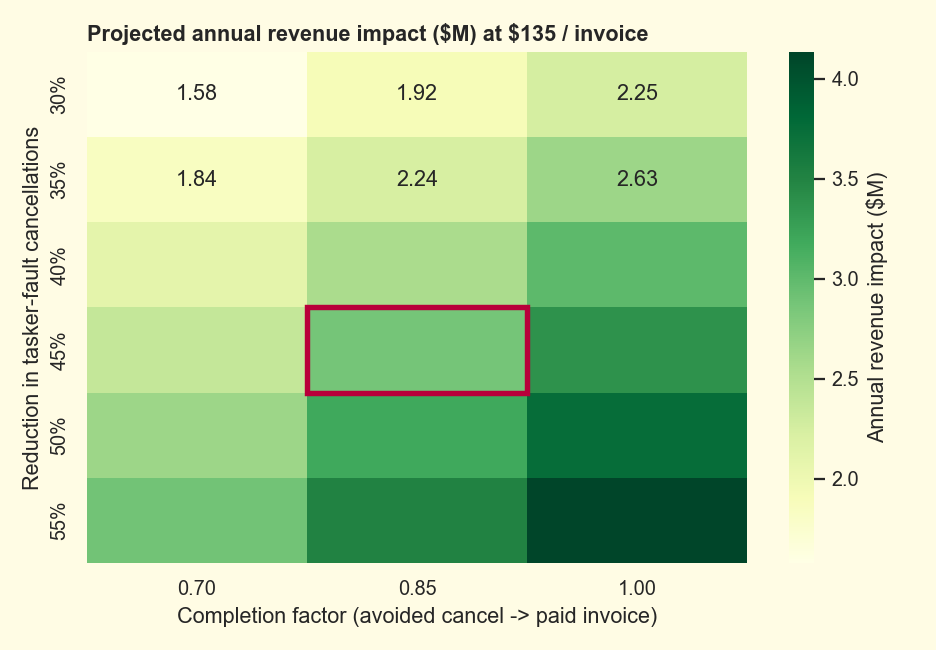 Projected annual revenue impact ($M) at $135 / invoice
Reduction in tasker-fault cancellations
30%
1.58 1.92 2.25
35%
1.84 2.24 2.63
40%
45%
50%
55%
0.70 0.85 1.00
Completion factor (avoided cancel -> paid invoice)
4.0
3.5
3.0
2.5
2.0
Annual revenue impact ($M)